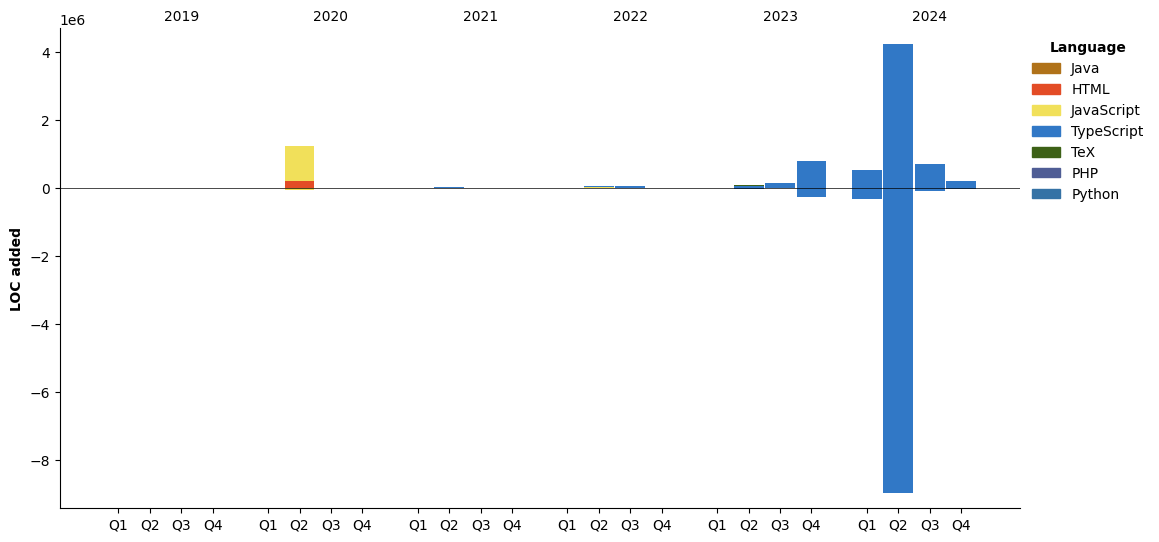 1e6
2019 2020 2021 2022 2023 2024
4
2
0
−2
−4
−6
−8
LOC added
Q1 Q2 Q3 Q4 Q1 Q2 Q3 Q4 Q1 Q2 Q3 Q4 Q1 Q2 Q3 Q4 Q1 Q2 Q3 Q4 Q1 Q2 Q3 Q4
Language
Java
HTML
JavaScript
TypeScript
TeX
PHP
Python